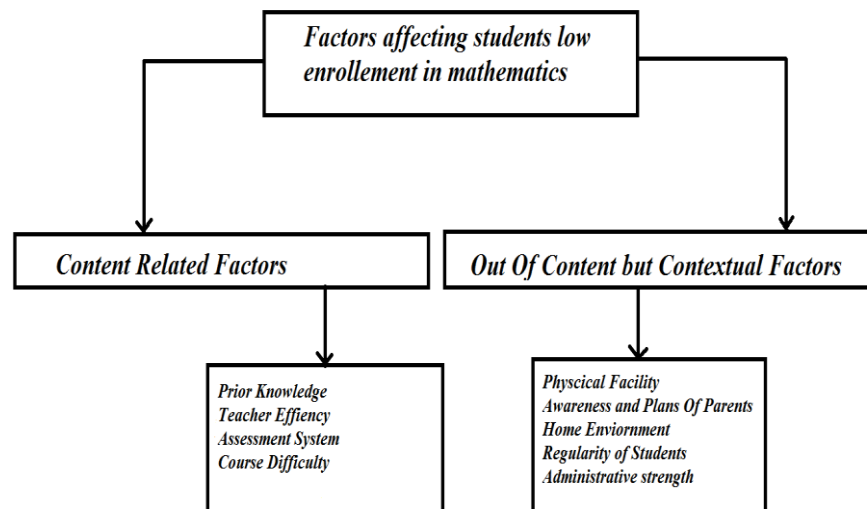 Factors affecting students low
enrollement in mathematics
Content Related Factors
Out Of Content but Contextual Factors
Prior Knowledge
Teacher Effiency
Assessment System
Course Difficulty
Physcical Facility
Awareness and Plans Of Parents
Home Enviornment
Regularity of Students
Administrative strength